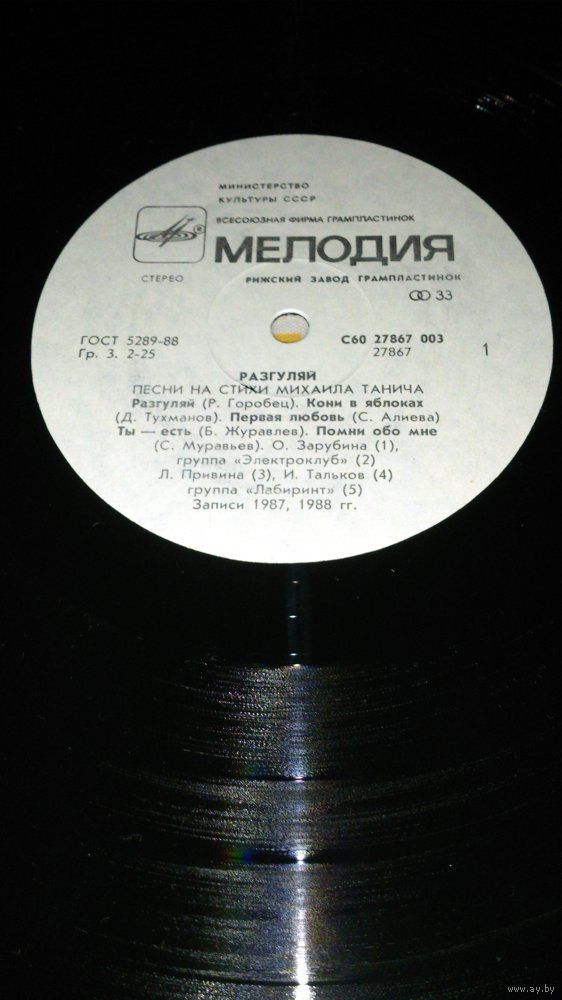 МИНИСТЕРСТВО
КУЛЬТУРЫ СССР
ВСЕСОЮЗНАЯ ФИРМА ГРАМПЛАСТИНОК
МЕЛОДИЯ
®
СТЕРЕО
РИЖСКИЙ ЗАВОД ГРАМПЛАСТИНОК
33
ГОСТ 5289-88
Гр. 3. 2-25
С60 27867 003
27867
1
РАЗГУЛЯЙ
ПЕСНИ НА СТИХИ МИХАИЛА ТАНИЧА
Разгуляй (Р. Горобец). Кони в яблоках
(Д. Тухманов). Первая любовь (С. Алиева)
Ты — есть (Б. Журавлев). Помни обо мне
(С. Муравьев). О. Зарубина (1),
группа «Электроклуб» (2)
Л. Привина (3), И. Тальков (4)
группа «Лабиринт» (5)
Записи 1987, 1988 гг.
www.ay.by